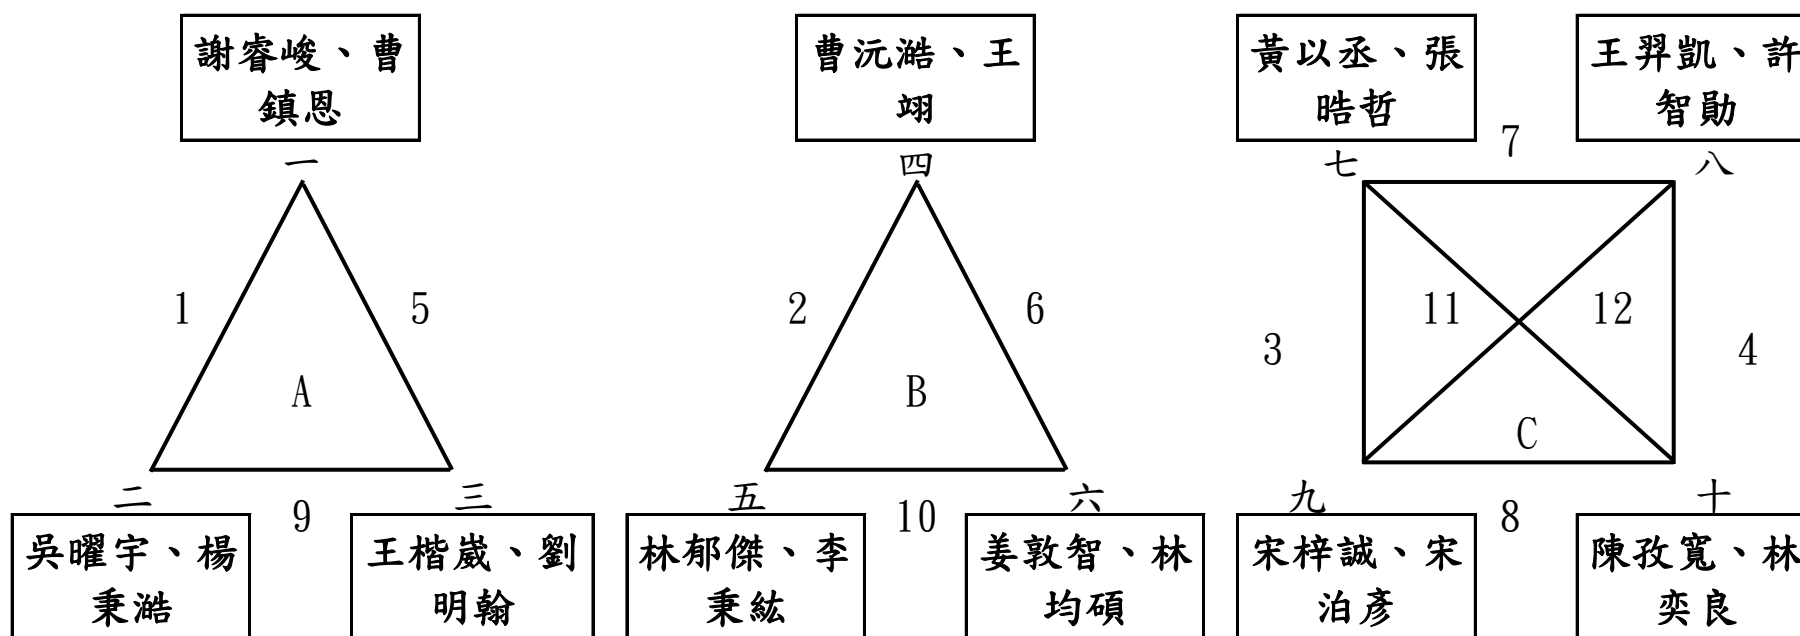 謝睿峻、曹
鎮恩
曹沅澔、王
翊
黃以丞、張
晧哲
王羿凱、許
智勛
一
四
七
7
八
1
5
2
6
3
11
12
4
A
B
C
二
9
三
五
10
六
九
8
十
吳曜宇、楊
秉澔
王楷崴、劉
明翰
林郁傑、李
秉紘
姜敦智、林
均碩
宋梓誠、宋
泊彥
陳孜寬、林
奕良